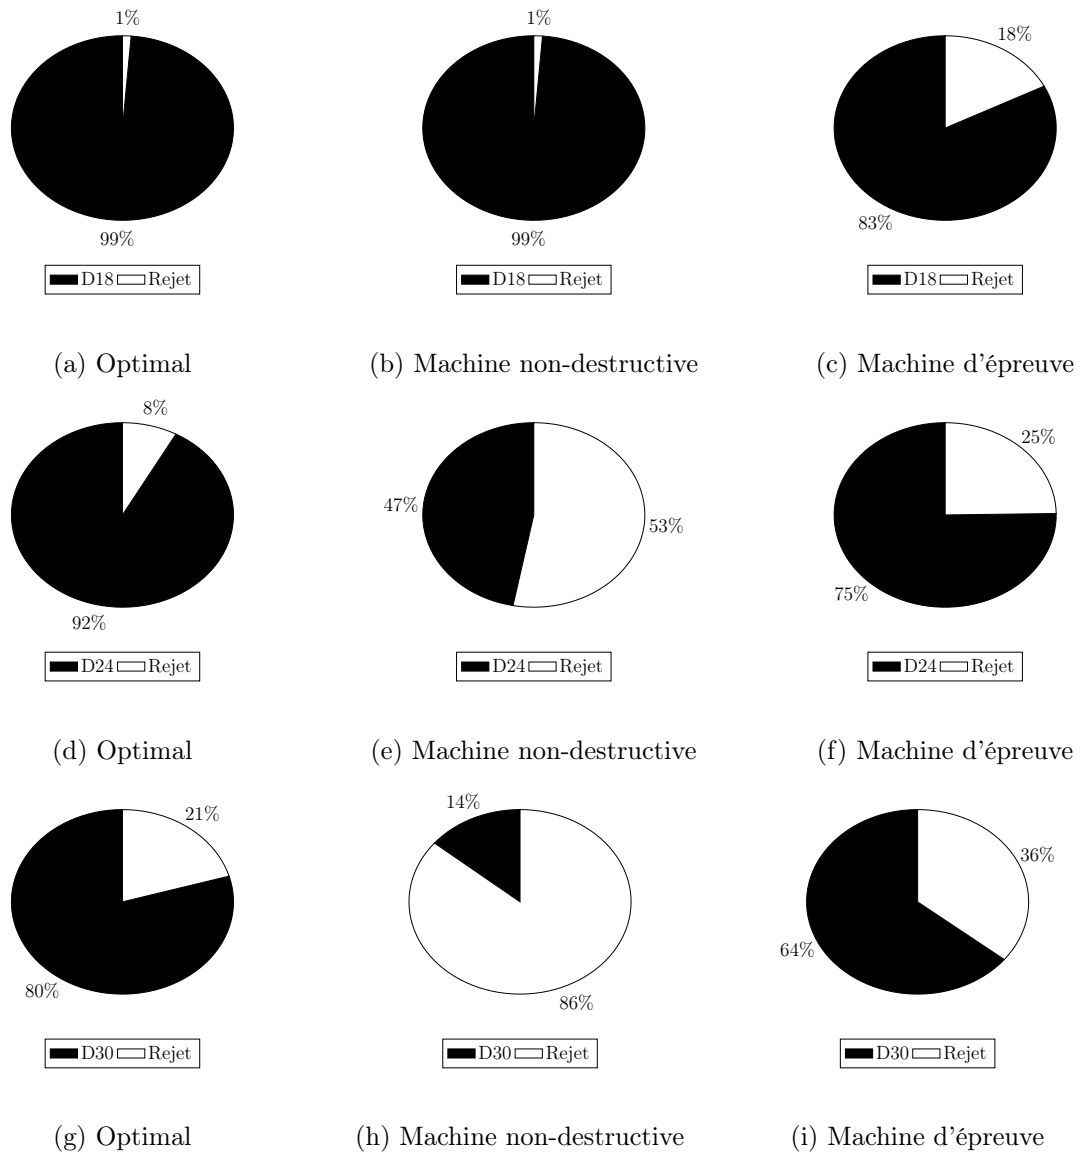 1%
99%
D18 Rejet
(a) Optimal
1%
99%
D18 Rejet
(b) Machine non-destructive
18%
83%
D18 Rejet
(c) Machine d'épreuve
8%
92%
D24 Rejet
(d) Optimal
47%
53%
D24 Rejet
(e) Machine non-destructive
25%
75%
D24 Rejet
(f) Machine d'épreuve
21%
80%
D30 Rejet
(g) Optimal
14%
86%
D30 Rejet
(h) Machine non-destructive
36%
64%
D30 Rejet
(i) Machine d'épreuve